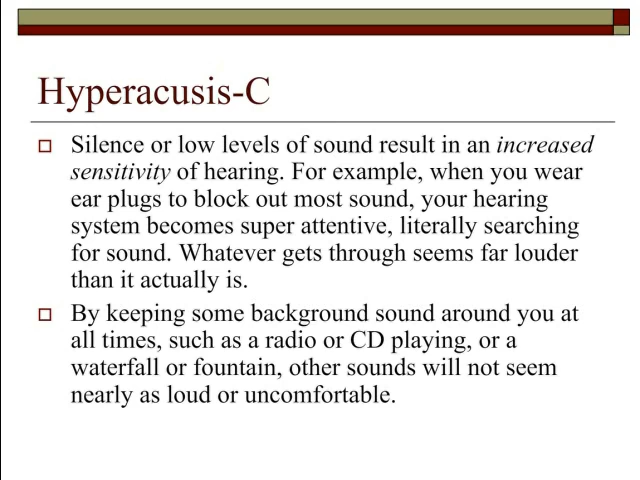 Hyperacusis-C
Silence or low levels of sound result in an increased
sensitivity of hearing. For example, when you wear
ear plugs to block out most sound, your hearing
system becomes super attentive, literally searching
for sound. Whatever gets through seems far louder
than it actually is.
By keeping some background sound around you at
all times, such as a radio or CD playing, or a
waterfall or fountain, other sounds will not seem
nearly as loud or uncomfortable.